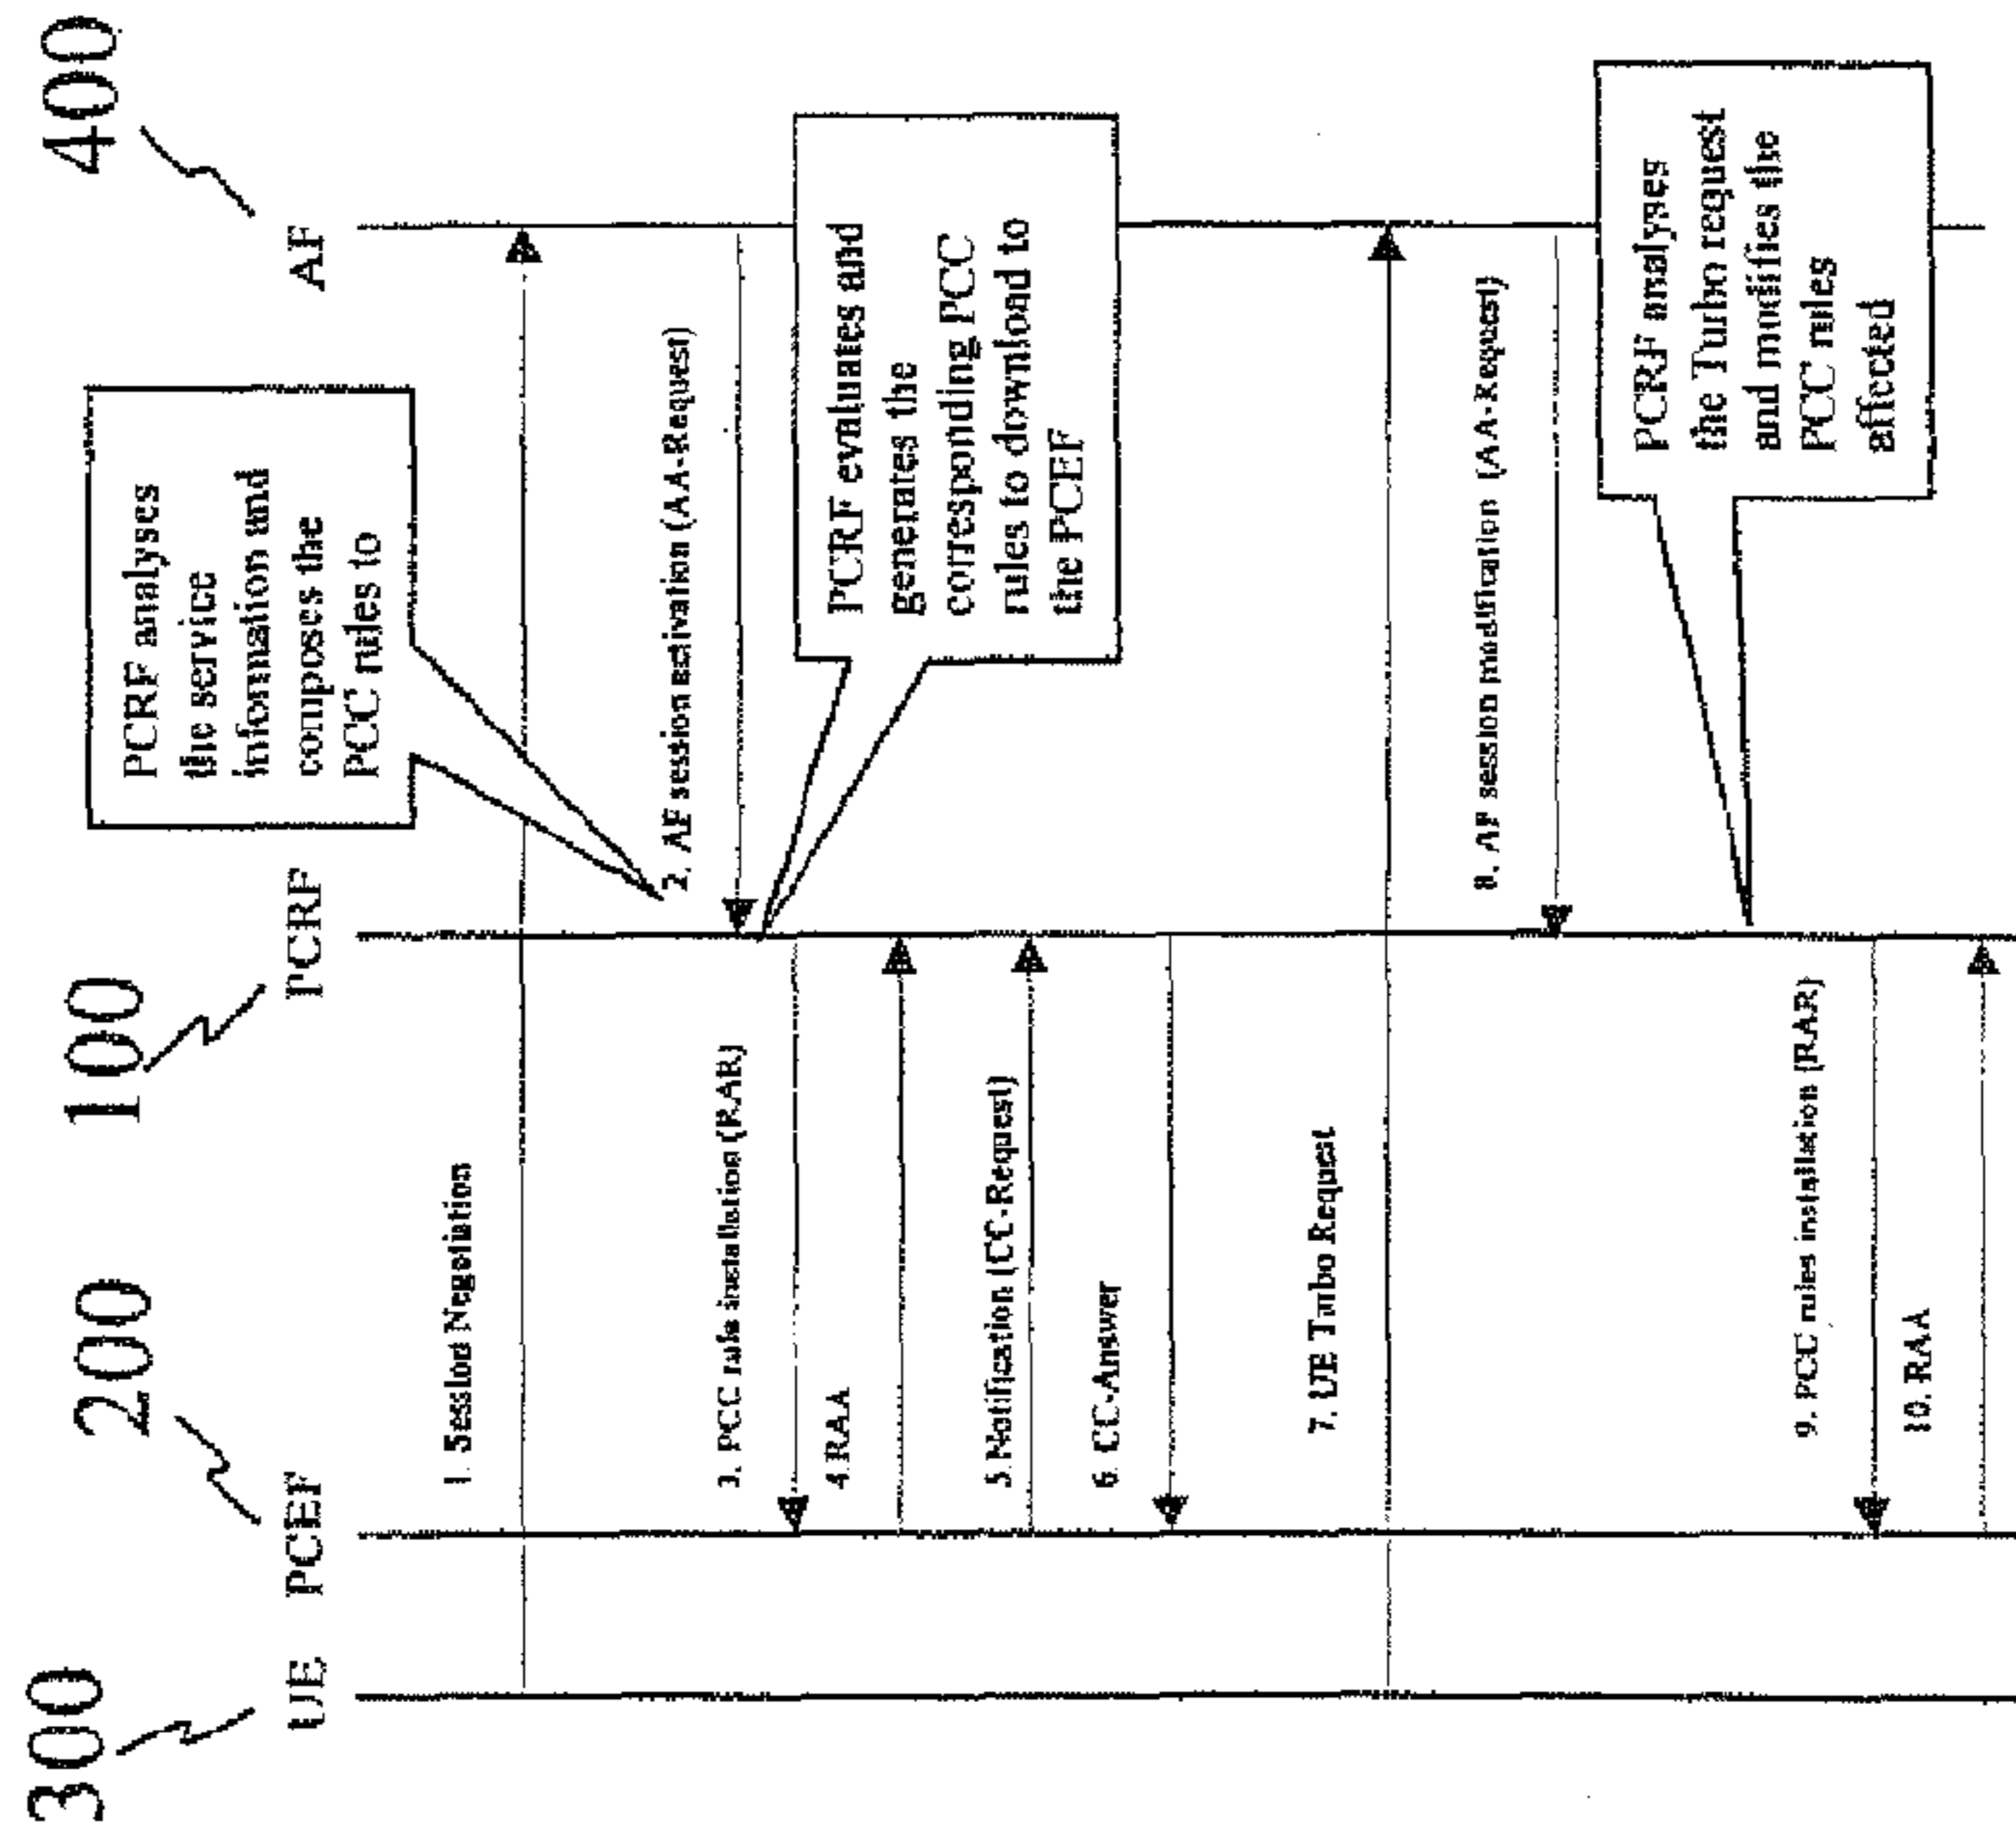 300
200
100
400
UE
PCEF
PCRF
AF
PCRF analyses
the service
information and
composes the
PCC rules to
1. Session Negotiation
2. AF session activation (AA-Request)
PCRF evaluates and
generates the
corresponding PCC
rules to download to
the PCEF
3. PCC rule installation (RAR)
4. RAA
5. Notification (CC-Request)
6. CC-Answer
7. UE Turbo Request
8. AF session modification (AA-Request)
PCRF analyses
the Turbo request
and modifies the
PCC rules
affected
9. PCC rules installation (RAR)
10. RAA